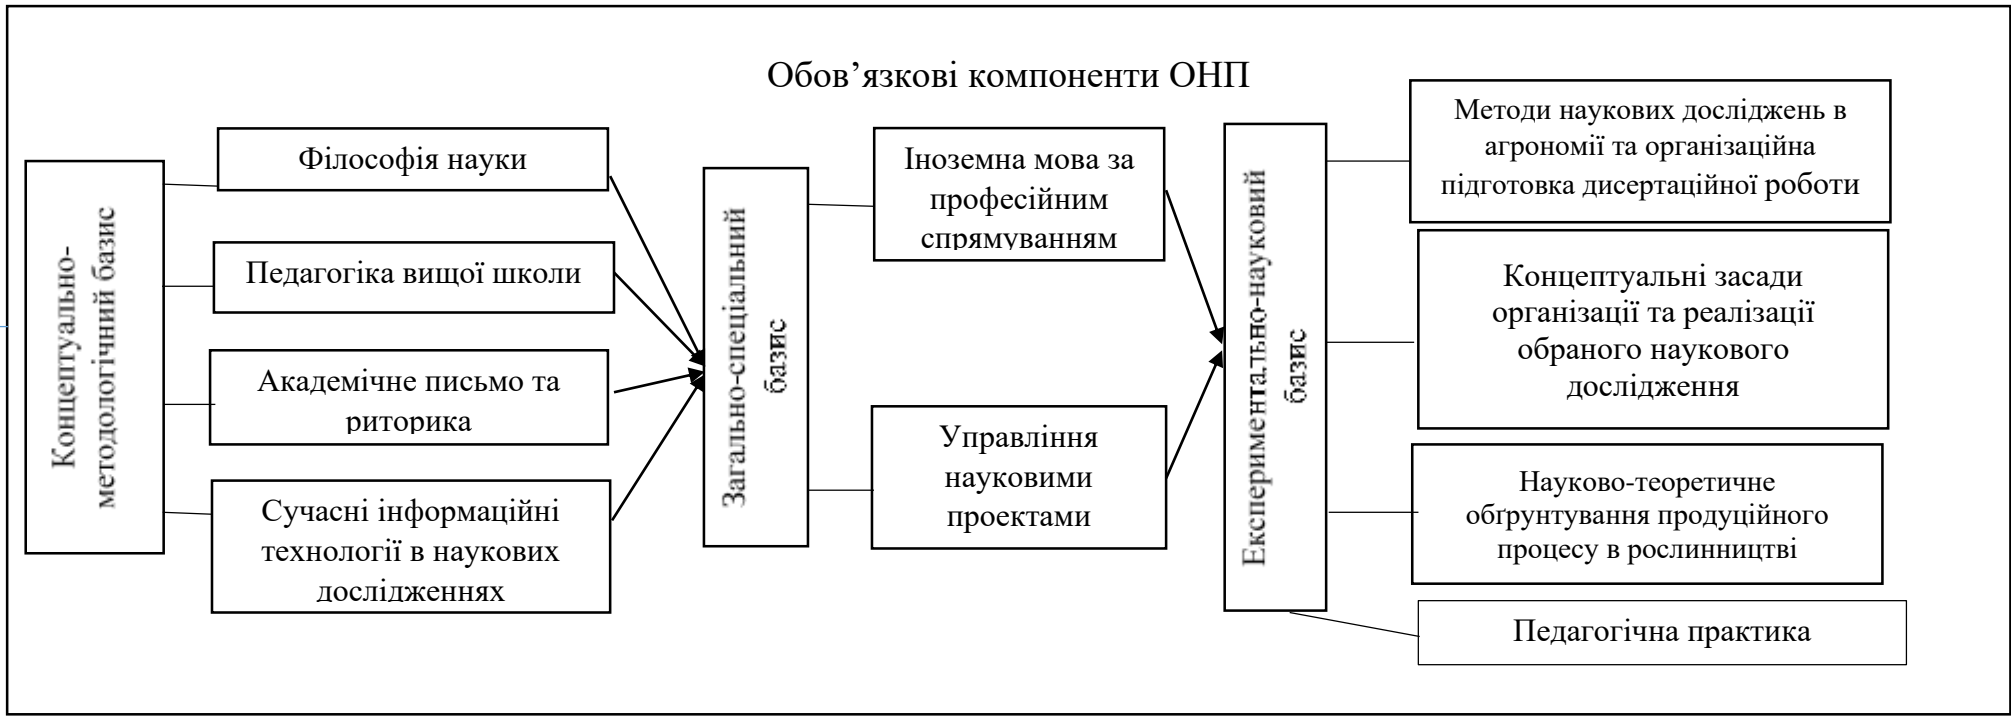 Обов’язкові компоненти ОНП
Концептуально-
методологічний базис
Філософія науки
Педагогіка вищої школи
Академічне письмо та
риторика
Сучасні інформаційні
технології в наукових
дослідженнях
Загально-спеціальний
базис
Іноземна мова за
професійним
спрямуванням
Управління
науковими
проектами
Експериментально-науковий
базис
Методи наукових досліджень в
агрономії та організаційна
підготовка дисертаційної роботи
Концептуальні засади
організації та реалізації
обраного наукового
дослідження
Науково-теоретичне
обґрунтування продуційного
процесу в рослинництві
Педагогічна практика